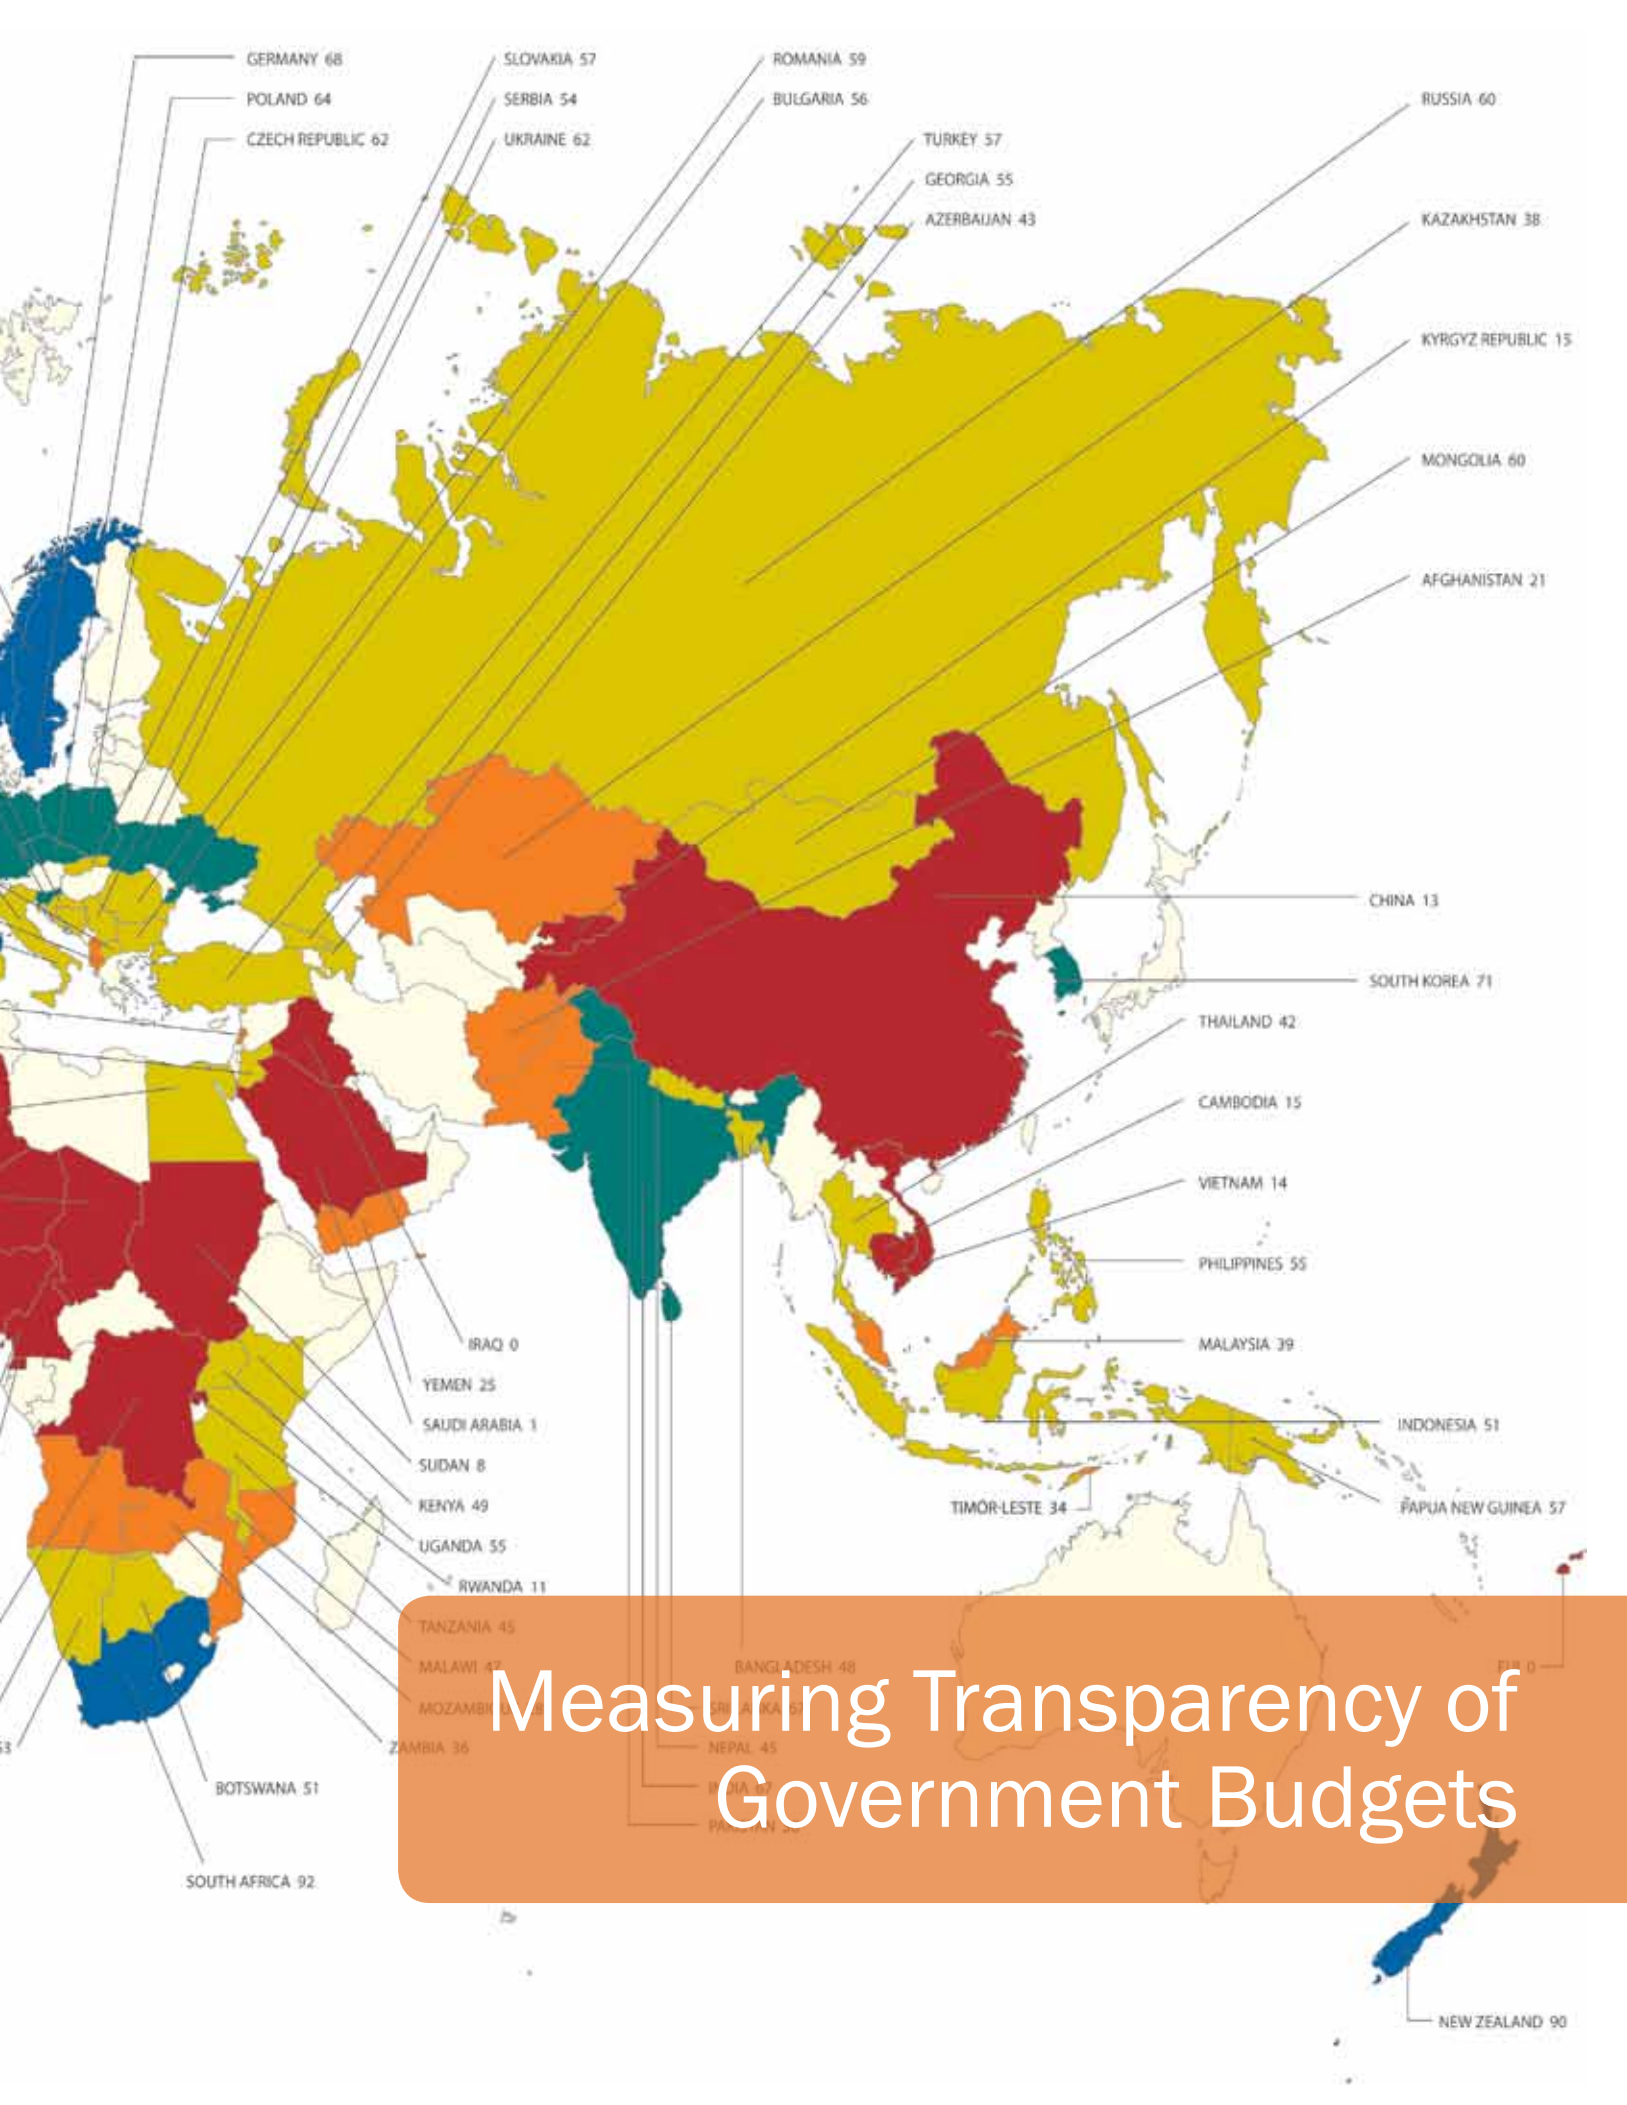 GERMANY 68
POLAND 64
CZECH REPUBLIC 62
SLOVAKIA 57
SERBIA 54
UKRAINE 62
ROMANIA 59
BULGARIA 56
TURKEY 57
GEORGIA 55
AZERBAIJAN 43
RUSSIA 60
KAZAKHSTAN 38
KYRGYZ REPUBLIC 15
MONGOLIA 60
AFGHANISTAN 21
CHINA 13
SOUTH KOREA 71
THAILAND 42
CAMBODIA 15
VIETNAM 14
PHILIPPINES 55
MALAYSIA 39
INDONESIA 51
TIMOR-LESTE 34
PAPUA NEW GUINEA 57
IRAQ 0
YEMEN 25
SAUDI ARABIA 1
SUDAN 8
KENYA 49
UGANDA 55
RWANDA 11
TANZANIA 45
MALAWI 47
ZAMBIA 36
BOTSWANA 51
SOUTH AFRICA 92
BANGLADESH 48
NEPAL 45
INDIA 67
FIJI 0
Measuring Transparency of
Government Budgets
NEW ZEALAND 90